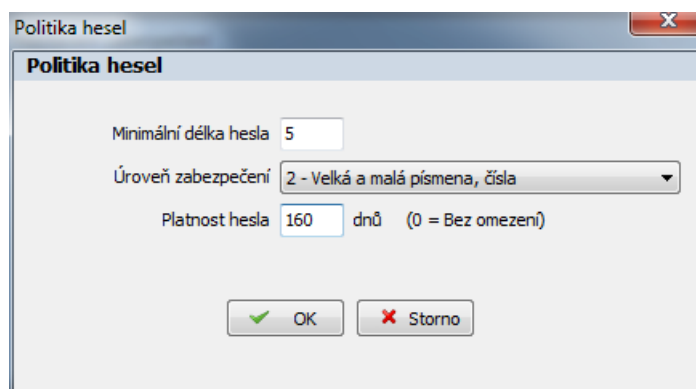 Politika hesel
Politika hesel
Minimální délka hesla 5
Úroveň zabezpečení 2 - Velká a malá písmena, čísla
Platnost hesla 160 dnů (0 = Bez omezení)
OK Storno